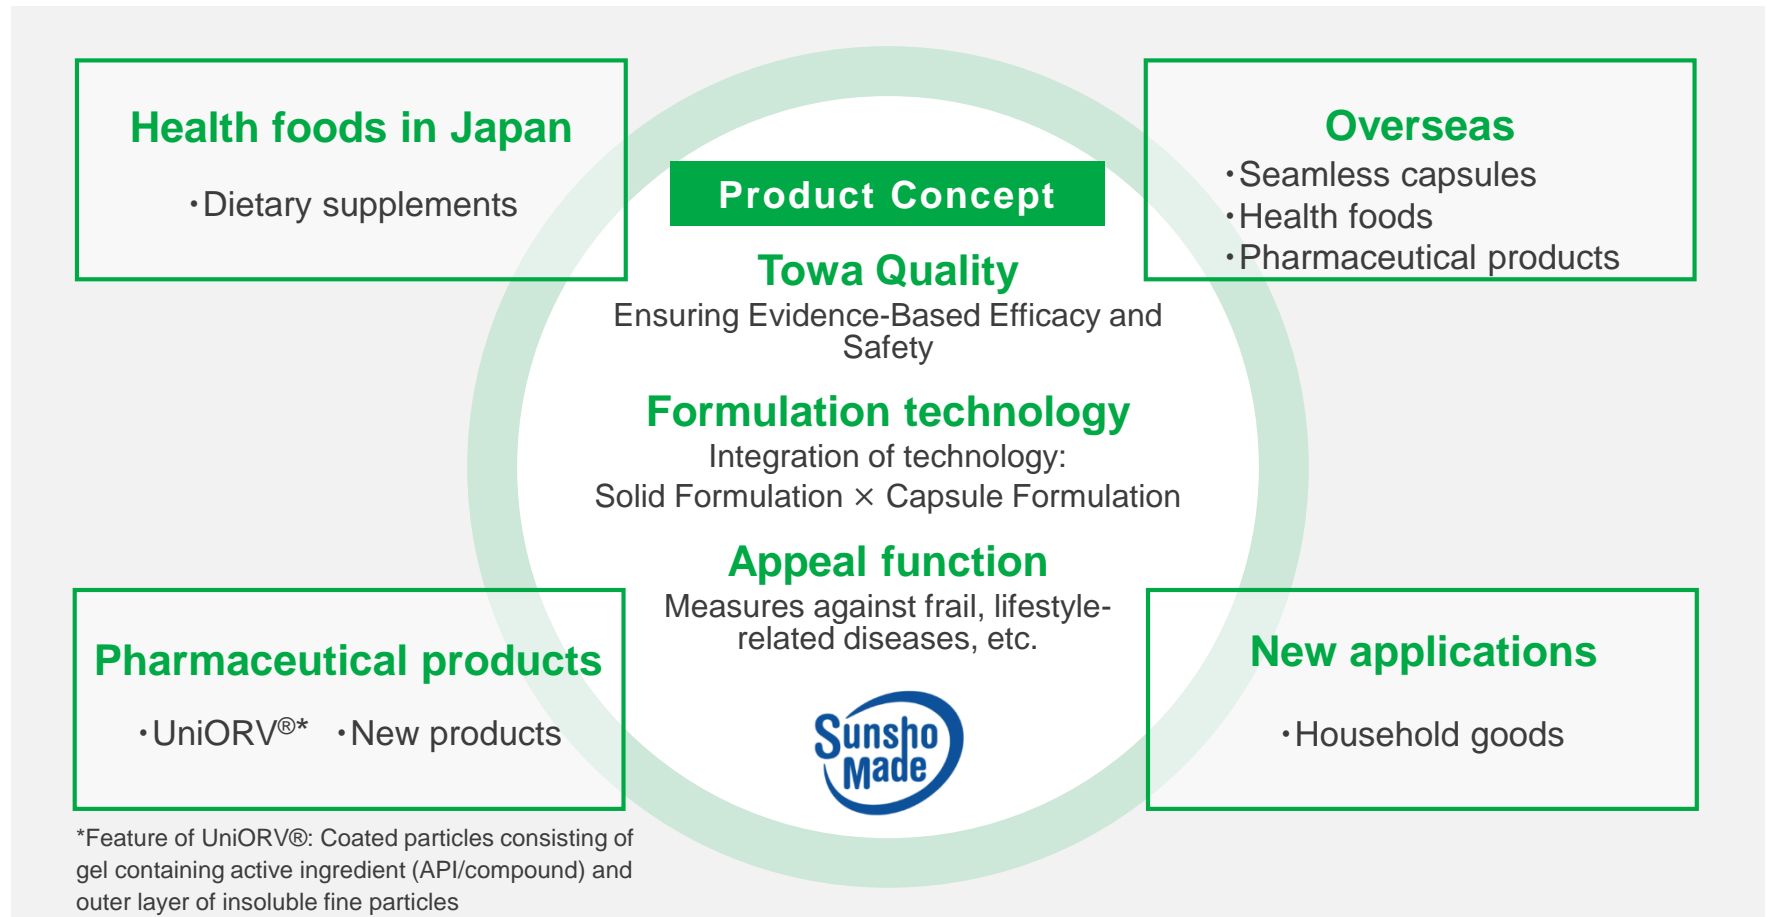 Health foods in Japan
・Dietary supplements
Overseas
・Seamless capsules
・Health foods
・Pharmaceutical products
Product Concept
Towa Quality
Ensuring Evidence-Based Efficacy and
Safety
Formulation technology
Integration of technology:
Solid Formulation × Capsule Formulation
Appeal function
Measures against frail, lifestyle-
related diseases, etc.
Sunsho
Made
Pharmaceutical products
・UniORV®* ・New products
New applications
・Household goods
*Feature of UniORV®: Coated particles consisting of
gel containing active ingredient (API/compound) and
outer layer of insoluble fine particles